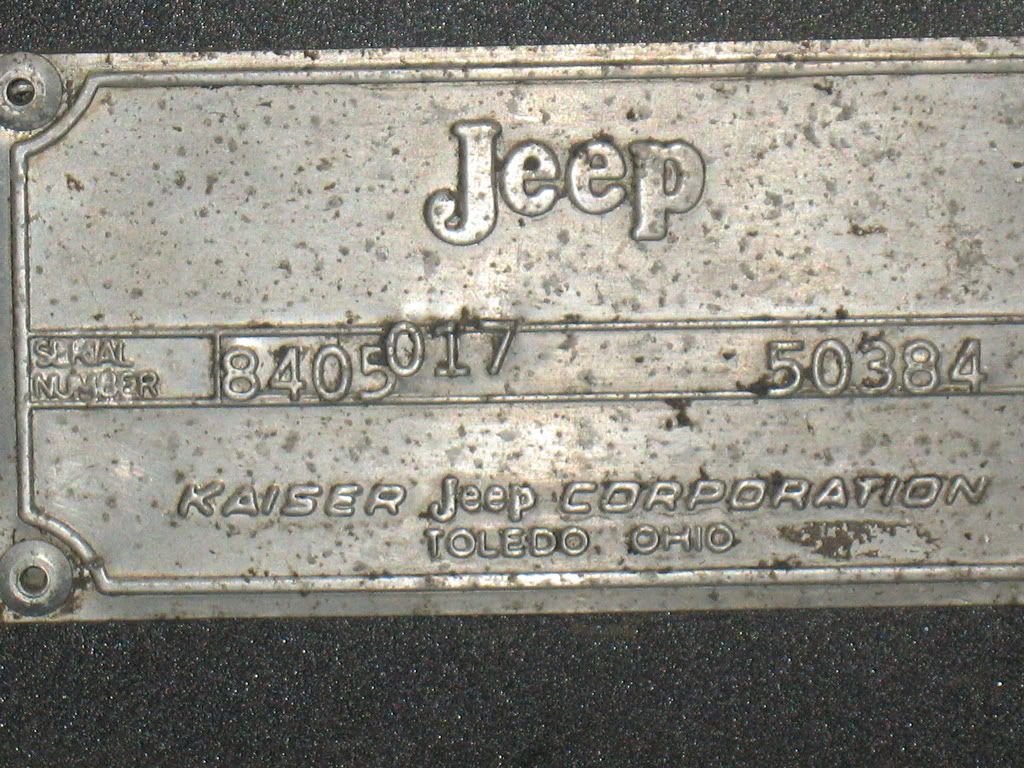 Jeep
SERIAL
NUMBER
8405017 50384
KAISER Jeep CORPORATION
TOLEDO OHIO